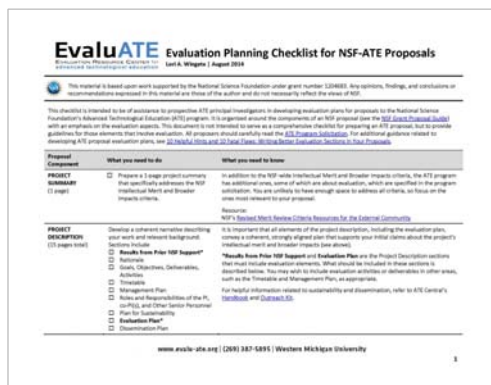 EvaluATE
EVALUATION RESOURCE CENTER
advanced technological education
Evaluation Planning Checklist for NSF-ATE Proposals
Lori A. Wingate | August 2014
This material is based upon work supported by the National Science Foundation under grant number 1204683. Any opinions, findings, and conclusions or
recommendations expressed in this material are those of the author and do not necessarily reflect the views of NSF.
This checklist is intended to be of assistance to prospective ATE principal investigators in developing evaluation plans for proposals to the National Science
Foundation's Advanced Technological Education (ATE) program. It is organized around the components of an NSF proposal (see the NSF Grant Proposal Guide)
with an emphasis on the evaluation aspects. This document is not intended to serve as a comprehensive checklist for preparing an ATE proposal, but to provide
guidelines for those elements that involve evaluation. All proposers should carefully read the ATE Program Solicitation. For additional guidance related to
developing ATE proposal evaluation plans, see 10 Helpful Hints and 10 Fatal Flaws: Writing Better Evaluation Sections in Your Proposals.
Proposal
Component
What you need to do
What you need to know
PROJECT
SUMMARY
(1 page)
☐ Prepare a 1-page project summary
that specifically addresses the NSF
Intellectual Merit and Broader
Impacts criteria.
In addition to the NSF-wide Intellectual Merit and Broader Impacts criteria, the ATE program
has additional ones, some of which are about evaluation, which are specified in the program
solicitation. You are unlikely to have enough space to address all criteria, so focus on the
ones most relevant to your proposal.
Resource:
NSF's Revised Merit Review Criteria Resources for the External Community
PROJECT
DESCRIPTION
(15 pages total)
Develop a coherent narrative describing
your work and relevant background.
Sections include
☐ Results from Prior NSF Support*
☐ Rationale
☐ Goals, Objectives, Deliverables,
Activities
☐ Timetable
☐ Management Plan
☐ Roles and Responsibilities of the PI,
co-PI(s), and Other Senior Personnel
☐ Plan for Sustainability
☐ Evaluation Plan*
☐ Dissemination Plan
It is important that all elements of the project description, including the evaluation plan,
convey a coherent, strongly aligned plan that supports your initial claims about the project's
intellectual merit and broader impacts (see above).
*Results from Prior NSF Support and Evaluation Plan are the Project Description sections
that must include evaluation elements. What should be included in these sections is
described below. You may wish to include evaluation activities or deliverables in other areas,
such as the Timetable and Management Plan, as appropriate.
For helpful information related to sustainability and dissemination, refer to ATE Central's
Handbook and Outreach Kit.
www.evalu-ate.org | (269) 387-5895 | Western Michigan University
1